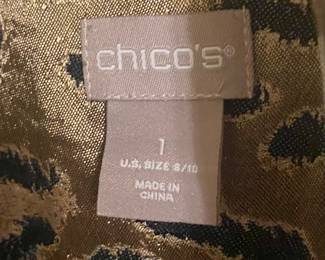 chico's®
1
U.S. SIZE 8/10
MADE IN
CHINA